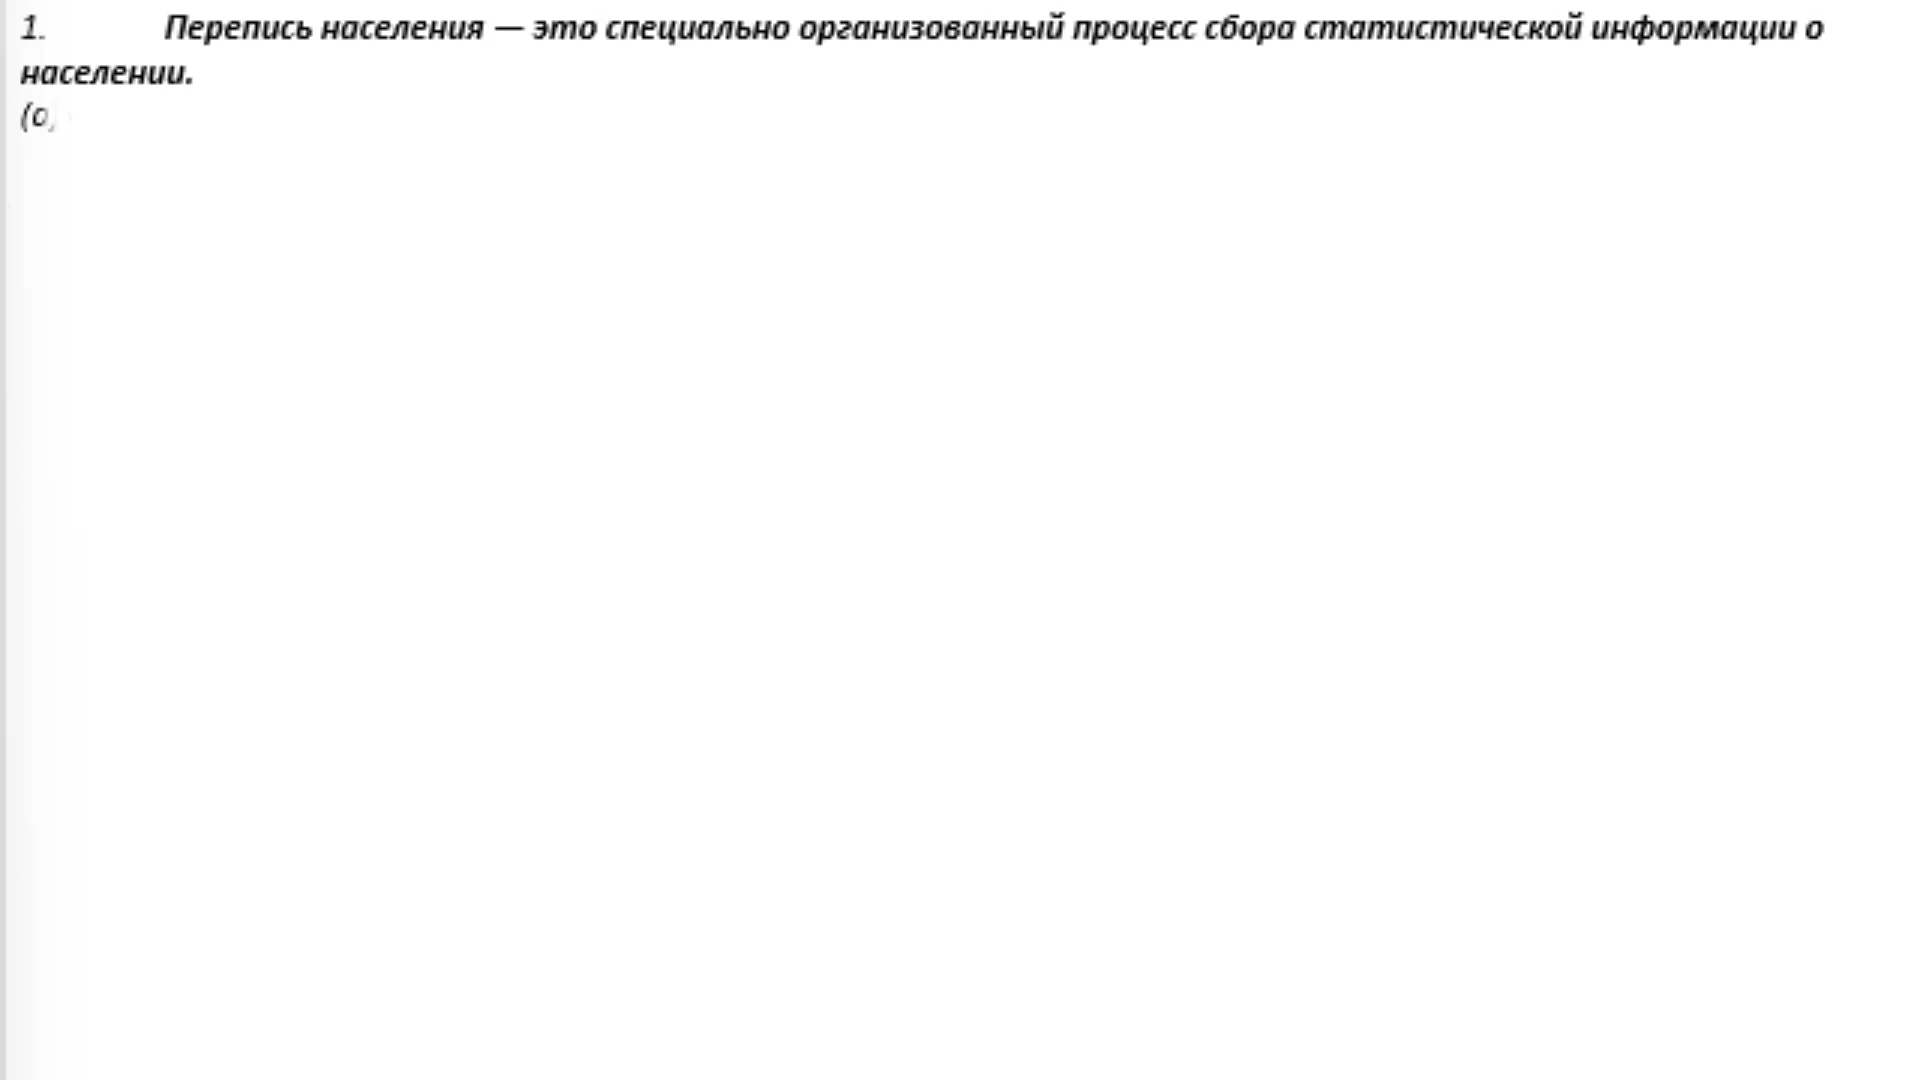 1. Перепись населения — это специально организованный процесс сбора статистической информации о
населении.
(о)